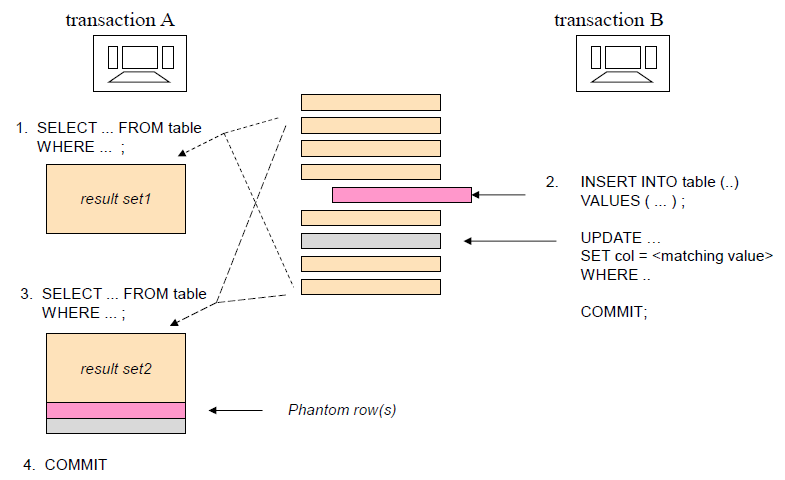 transaction A
transaction B
1. SELECT ... FROM table
WHERE ... ;
result set1
2. INSERT INTO table (..)
VALUES ( ... ) ;
UPDATE …
SET col = <matching value>
WHERE ..
COMMIT;
3. SELECT ... FROM table
WHERE ... ;
result set2
Phantom row(s)
4. COMMIT